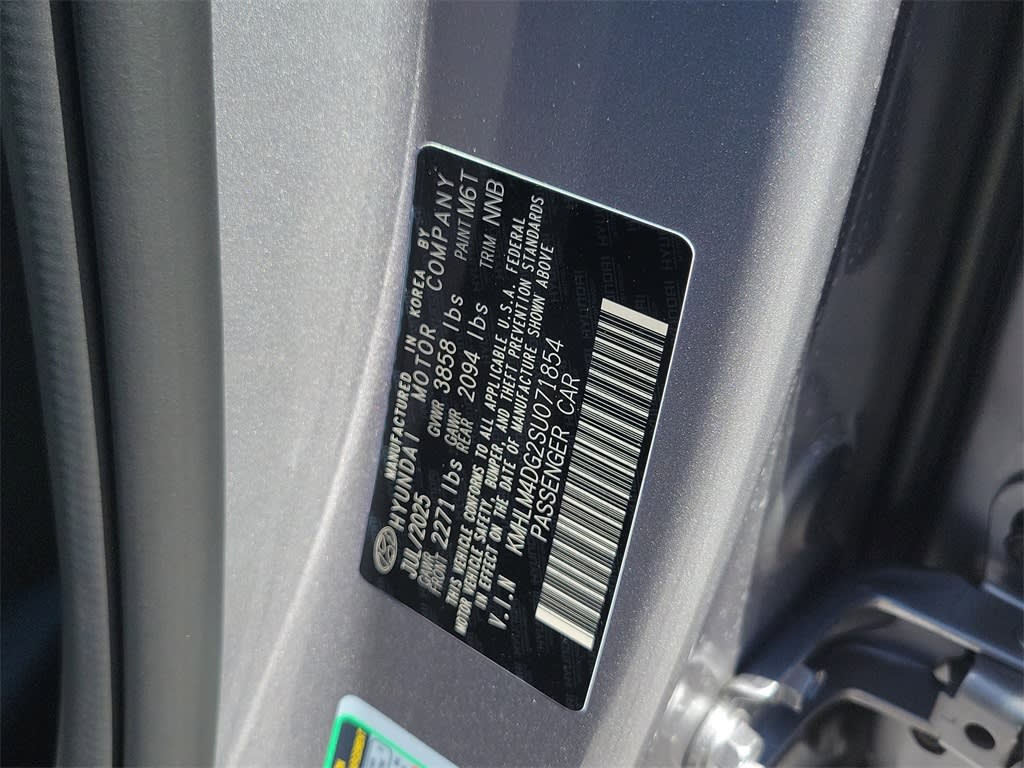 MANUFACTURED IN KOREA BY
HYUNDAI MOTOR COMPANY
JUL/2025 GVWR 3858 lbs PAINT M6T
GAWR FRONT 2271 lbs GAWR REAR 2094 lbs TRIM NNB
THIS VEHICLE CONFORMS TO ALL APPLICABLE U.S.A. FEDERAL
MOTOR VEHICLE SAFETY, BUMPER, AND THEFT PREVENTION STANDARDS
IN EFFECT ON THE DATE OF MANUFACTURE SHOWN ABOVE
V.I.N KMHLM4DG2SU071854
PASSENGER CAR